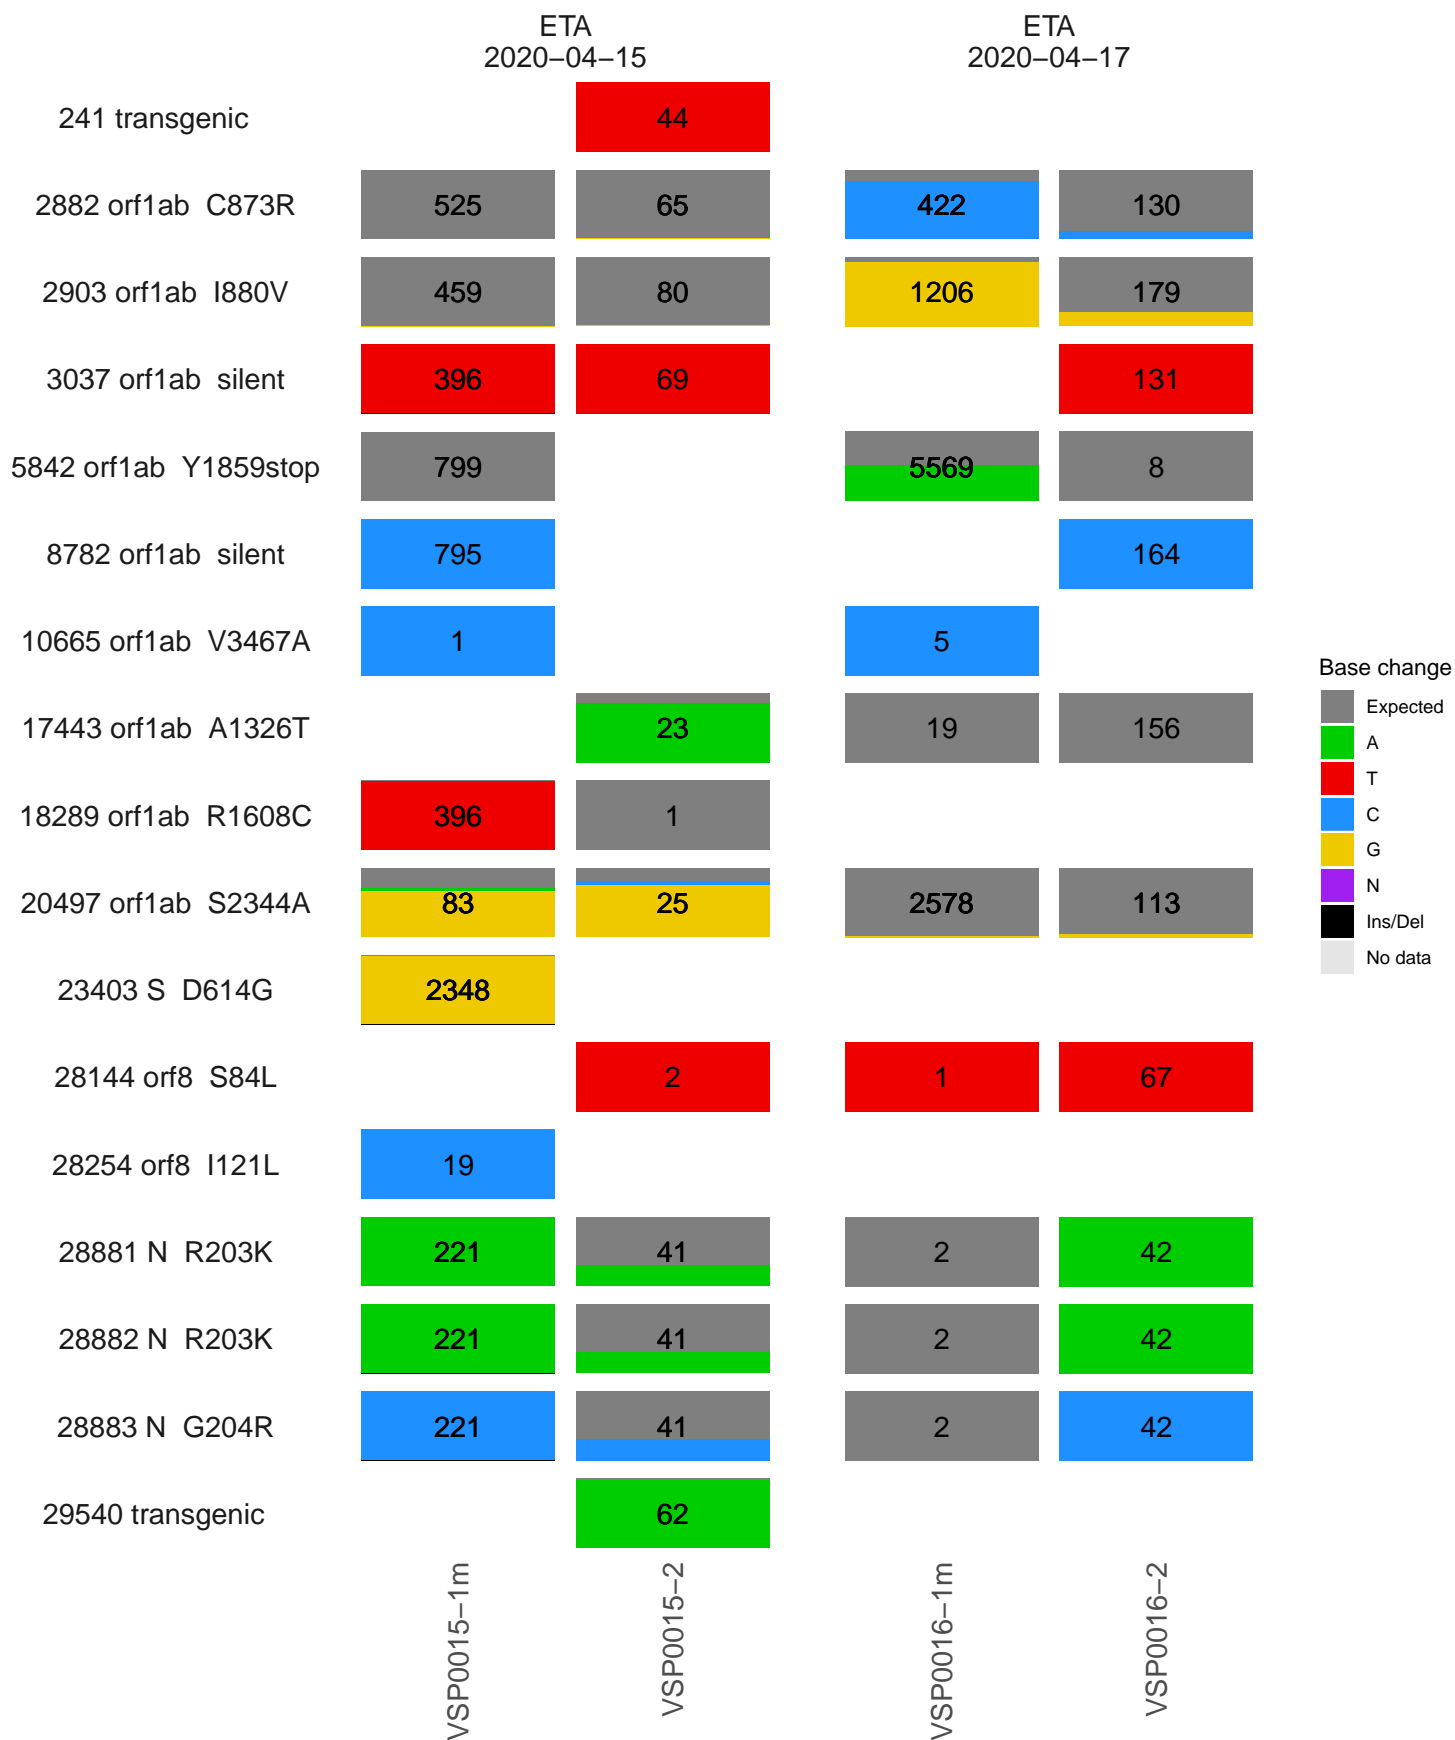 ETA ETA
2020−04−15 2020−04−17
241 transgenic 44
2882 orf1ab C873R 525 65 422 130
2903 orf1ab I880V 459 80 1206 179
3037 orf1ab silent 396 69 131
5842 orf1ab Y1859stop 799 5569 8
8782 orf1ab silent 795 164
10665 orf1ab V3467A 1 5
17443 orf1ab A1326T 23 19 156
18289 orf1ab R1608C 396 1
20497 orf1ab S2344A 83 25 2578 113
23403 S D614G 2348
28144 orf8 S84L 2 1 67
28254 orf8 I121L 19
28881 N R203K 221 41 2 42
28882 N R203K 221 41 2 42
28883 N G204R 221 41 2 42
29540 transgenic 62
VSP0015−1m
VSP0015−2
VSP0016−1m
VSP0016−2
Base change
Expected
A
T
C
G
N
Ins/Del
No data